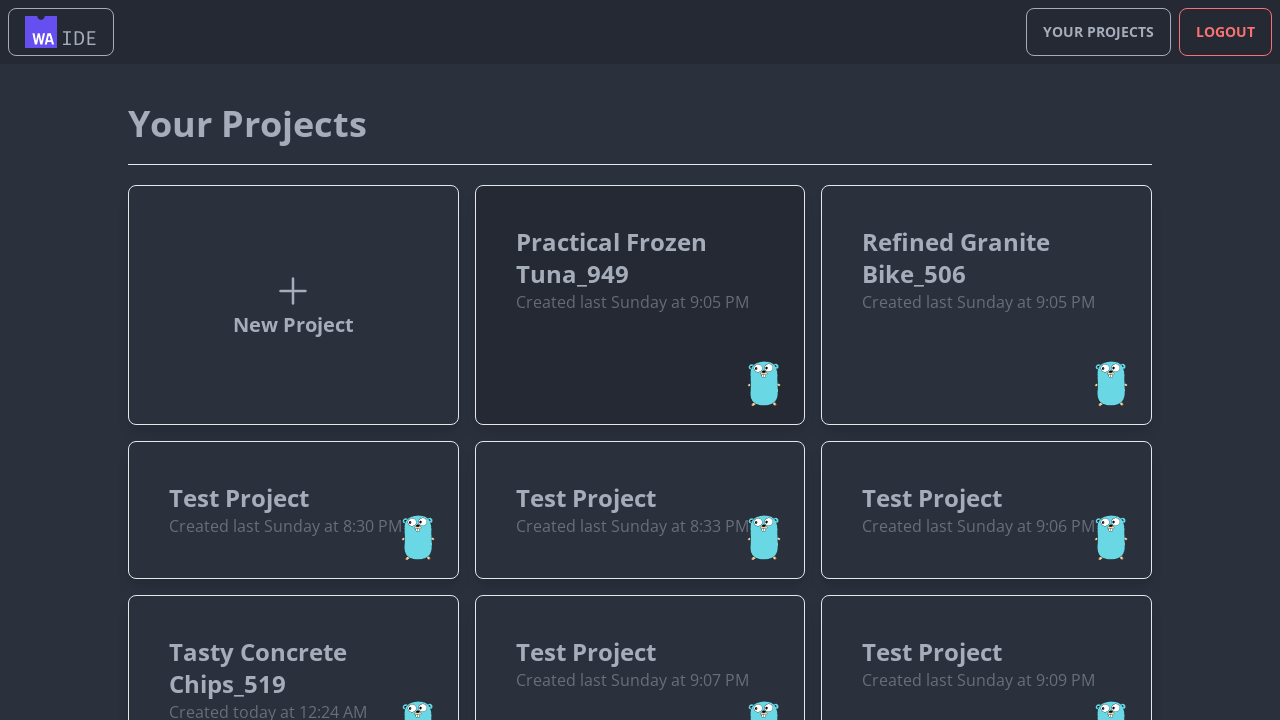 WA IDE
YOUR PROJECTS
LOGOUT
Your Projects
New Project
Practical Frozen
Tuna_949
Created last Sunday at 9:05 PM
Refined Granite
Bike_506
Created last Sunday at 9:05 PM
Test Project
Created last Sunday at 8:30 PM
Test Project
Created last Sunday at 8:33 PM
Test Project
Created last Sunday at 9:06 PM
Tasty Concrete
Chips_519
Created today at 12:24 AM
Test Project
Created last Sunday at 9:07 PM
Test Project
Created last Sunday at 9:09 PM